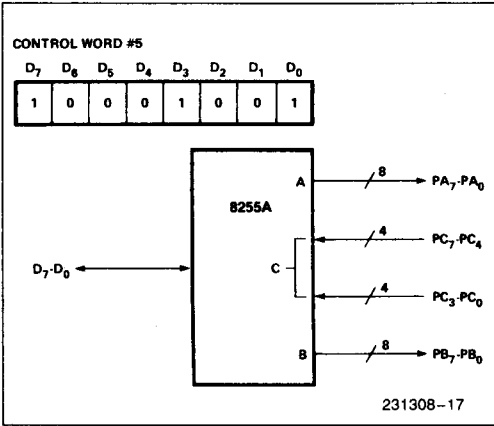 CONTROL WORD #5
D7 D6 D5 D4 D3 D2 D1 D0
1 0 0 0 1 0 0 1
A 8 PA7-PA0
8255A
4 PC7-PC4
D7-D0 C
4 PC3-PC0
B 8 PB7-PB0
231308-17